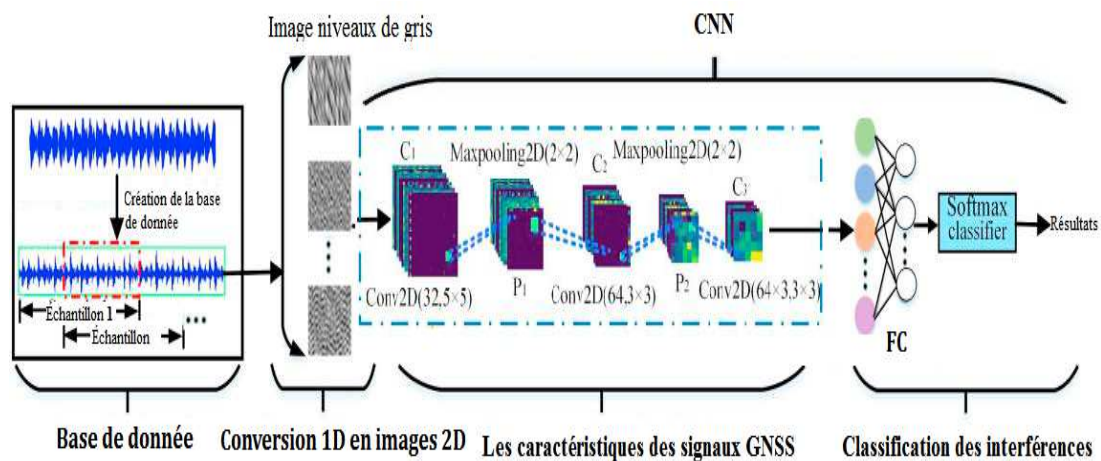 Image niveaux de gris
CNN
Création de la base
de donnée
Échantillon 1
Échantillon
C1
Maxpooling2D(2×2)
C2
Maxpooling2D(2×2)
C3
Conv2D(32,5×5)
P1
Conv2D(64,3×3)
P2
Conv2D(64×3,3×3)
FC
Softmax
classifier
Résultats
Base de donnée
Conversion 1D en images 2D
Les caractéristiques des signaux GNSS
Classification des interférences